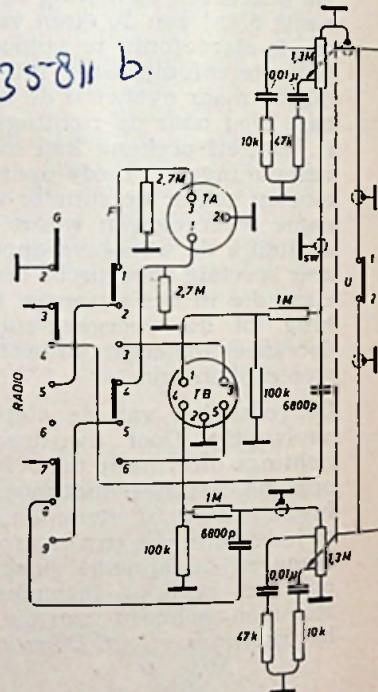 35-811 b.
1,3M
0,01µ
10k 47k
2,7M
G F
3 TA
2
1
2 1
3 2
2,7M
SW
1
U
2
RADIO
4 3
5 4
1M
1 3
4 TB
2 5
100k
6800p
6 5
7
8 6
9
1M
100k
6800p
1,3M
0,01µ
47k 10k